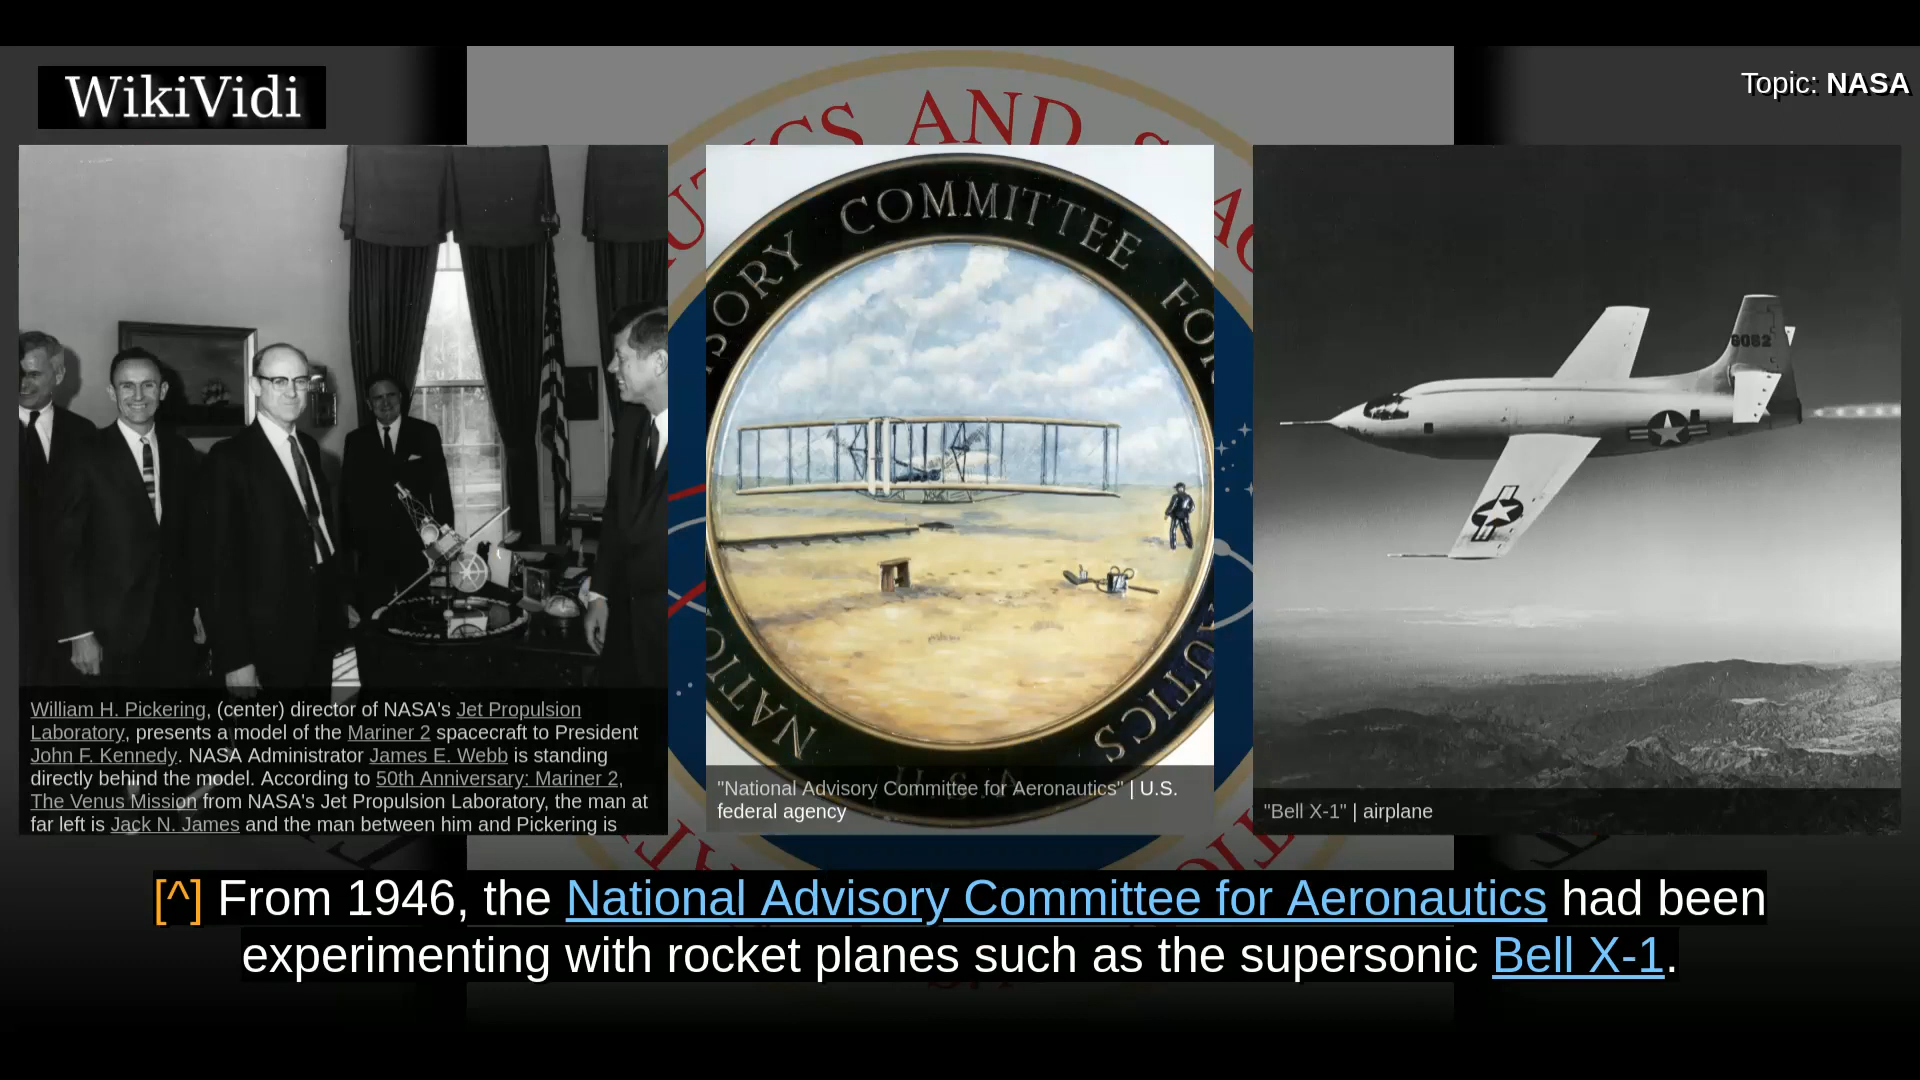 WikiVidi
Topic: NASA
UTICS AND S
COMMITTEE FOR
NATIO
UTICS
U.S.A
6062
William H. Pickering, (center) director of NASA's Jet Propulsion
Laboratory, presents a model of the Mariner 2 spacecraft to President
John F. Kennedy. NASA Administrator James E. Webb is standing
directly behind the model. According to 50th Anniversary: Mariner 2,
The Venus Mission from NASA's Jet Propulsion Laboratory, the man at
far left is Jack N. James and the man between him and Pickering is
"National Advisory Committee for Aeronautics" | U.S.
federal agency
"Bell X-1" | airplane
[^] From 1946, the National Advisory Committee for Aeronautics had been
experimenting with rocket planes such as the supersonic Bell X-1.